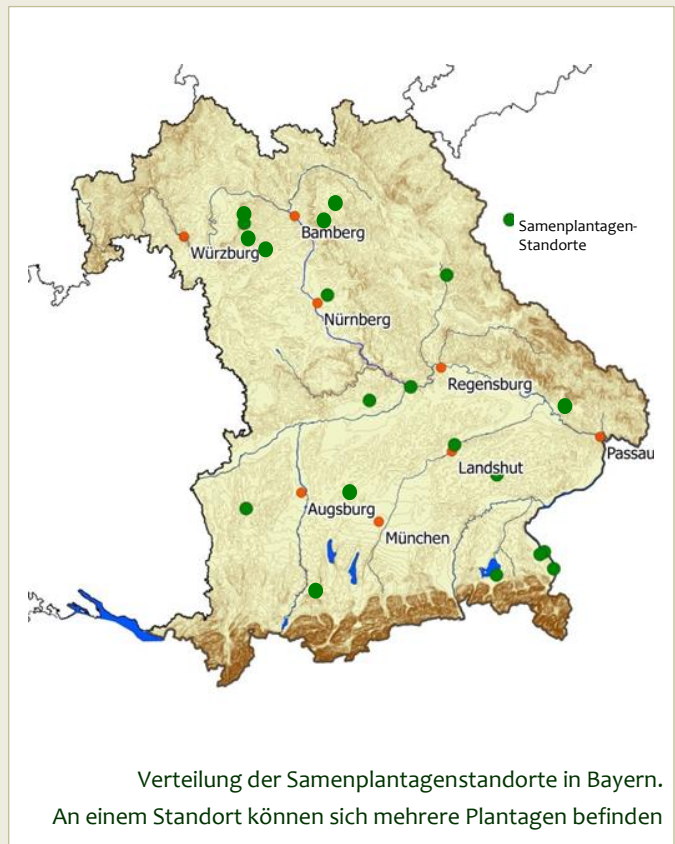 Samenplantagen-
Standorte
Bamberg
Würzburg
Nürnberg
Regensburg
Passau
Landshut
Augsburg
München
Verteilung der Samenplantagenstandorte in Bayern.
An einem Standort können sich mehrere Plantagen befinden